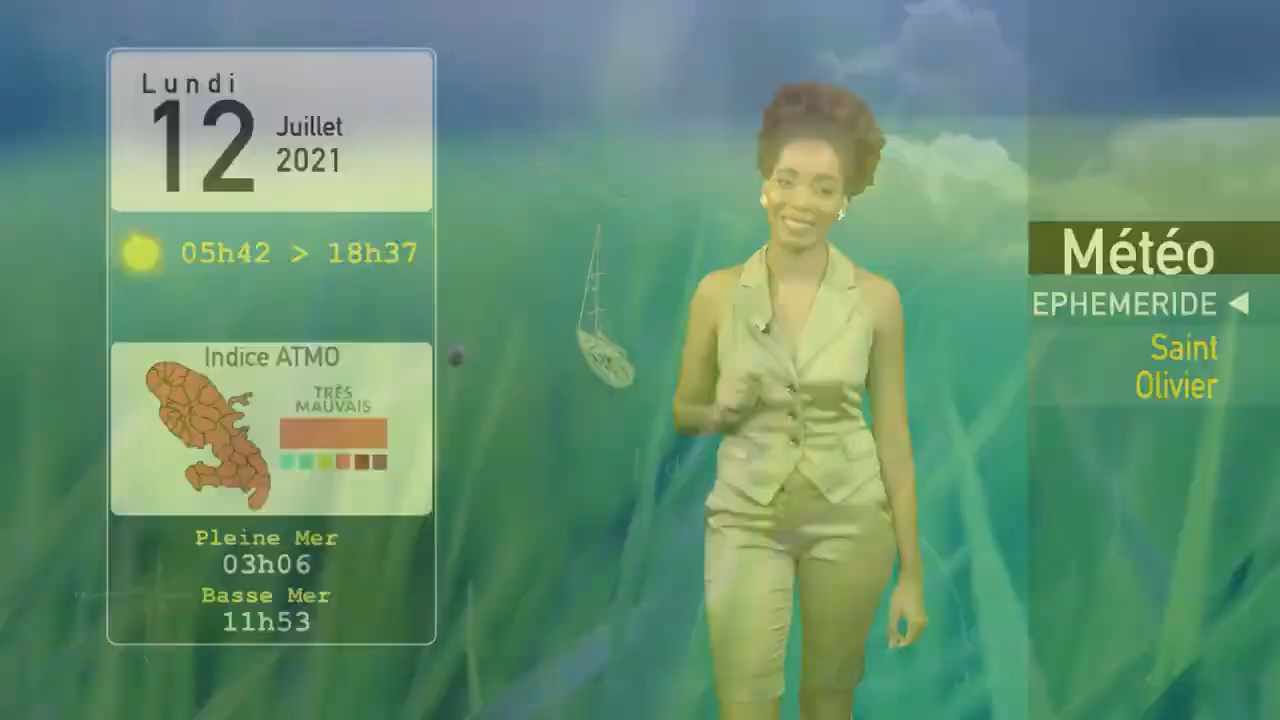 Lundi
12
Juillet
2021
05h42 > 18h37
Indice ATMO
TRÈS
MAUVAIS
Pleine Mer
03h06
Basse Mer
11h53
Météo
EPHEMERIDE
Saint
Olivier